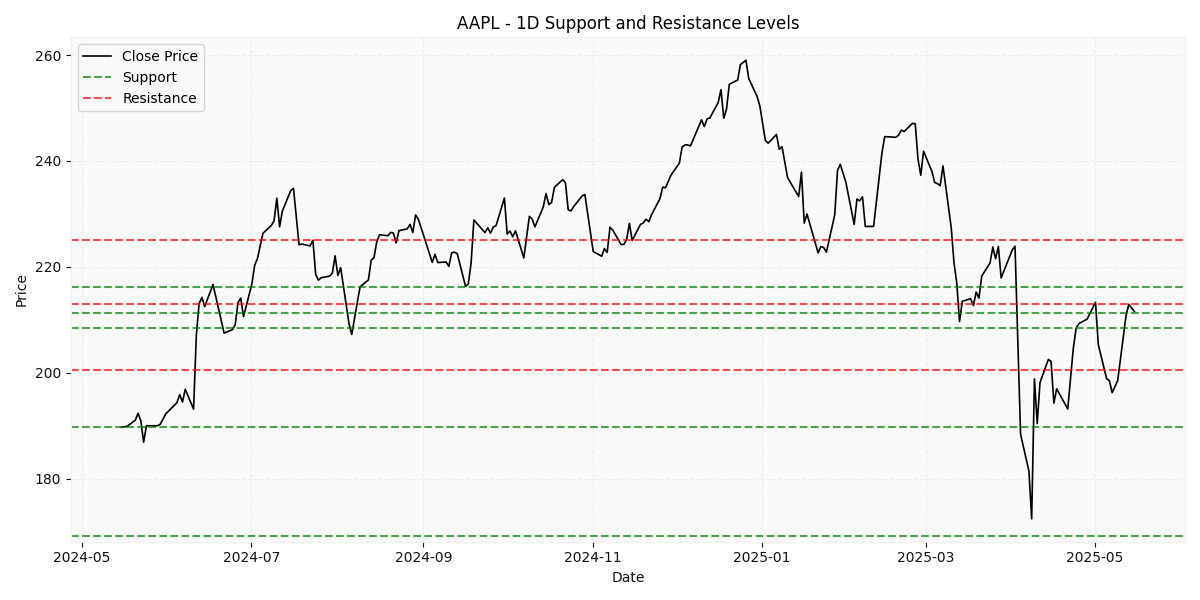 AAPL - 1D Support and Resistance Levels
Close Price
Support
Resistance
260
240
220
200
180
Price
2024-05
2024-07
2024-09
2024-11
2025-01
2025-03
2025-05
Date